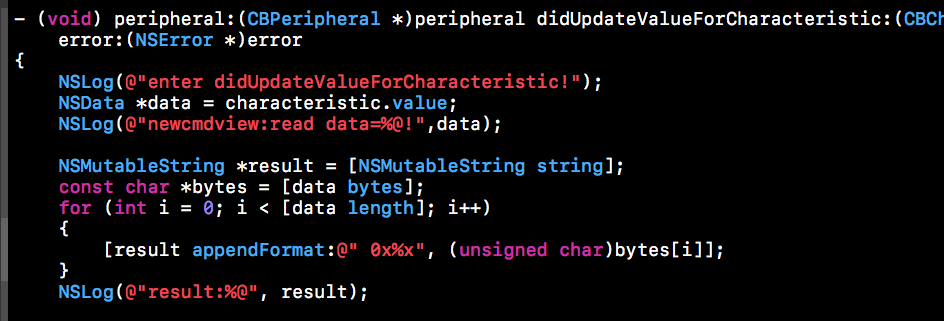 - (void) peripheral:(CBPeripheral *)peripheral didUpdateValueForCharacteristic:(CBCh
    error:(NSError *)error
{
    NSLog(@"enter didUpdateValueForCharacteristic!");
    NSData *data = characteristic.value;
    NSLog(@"newcmdview:read data=%@!",data);
    NSMutableString *result = [NSMutableString string];
    const char *bytes = [data bytes];
    for (int i = 0; i < [data length]; i++)
    {
        [result appendFormat:@" 0x%x", (unsigned char)bytes[i]];
    }
    NSLog(@"result:%@", result);